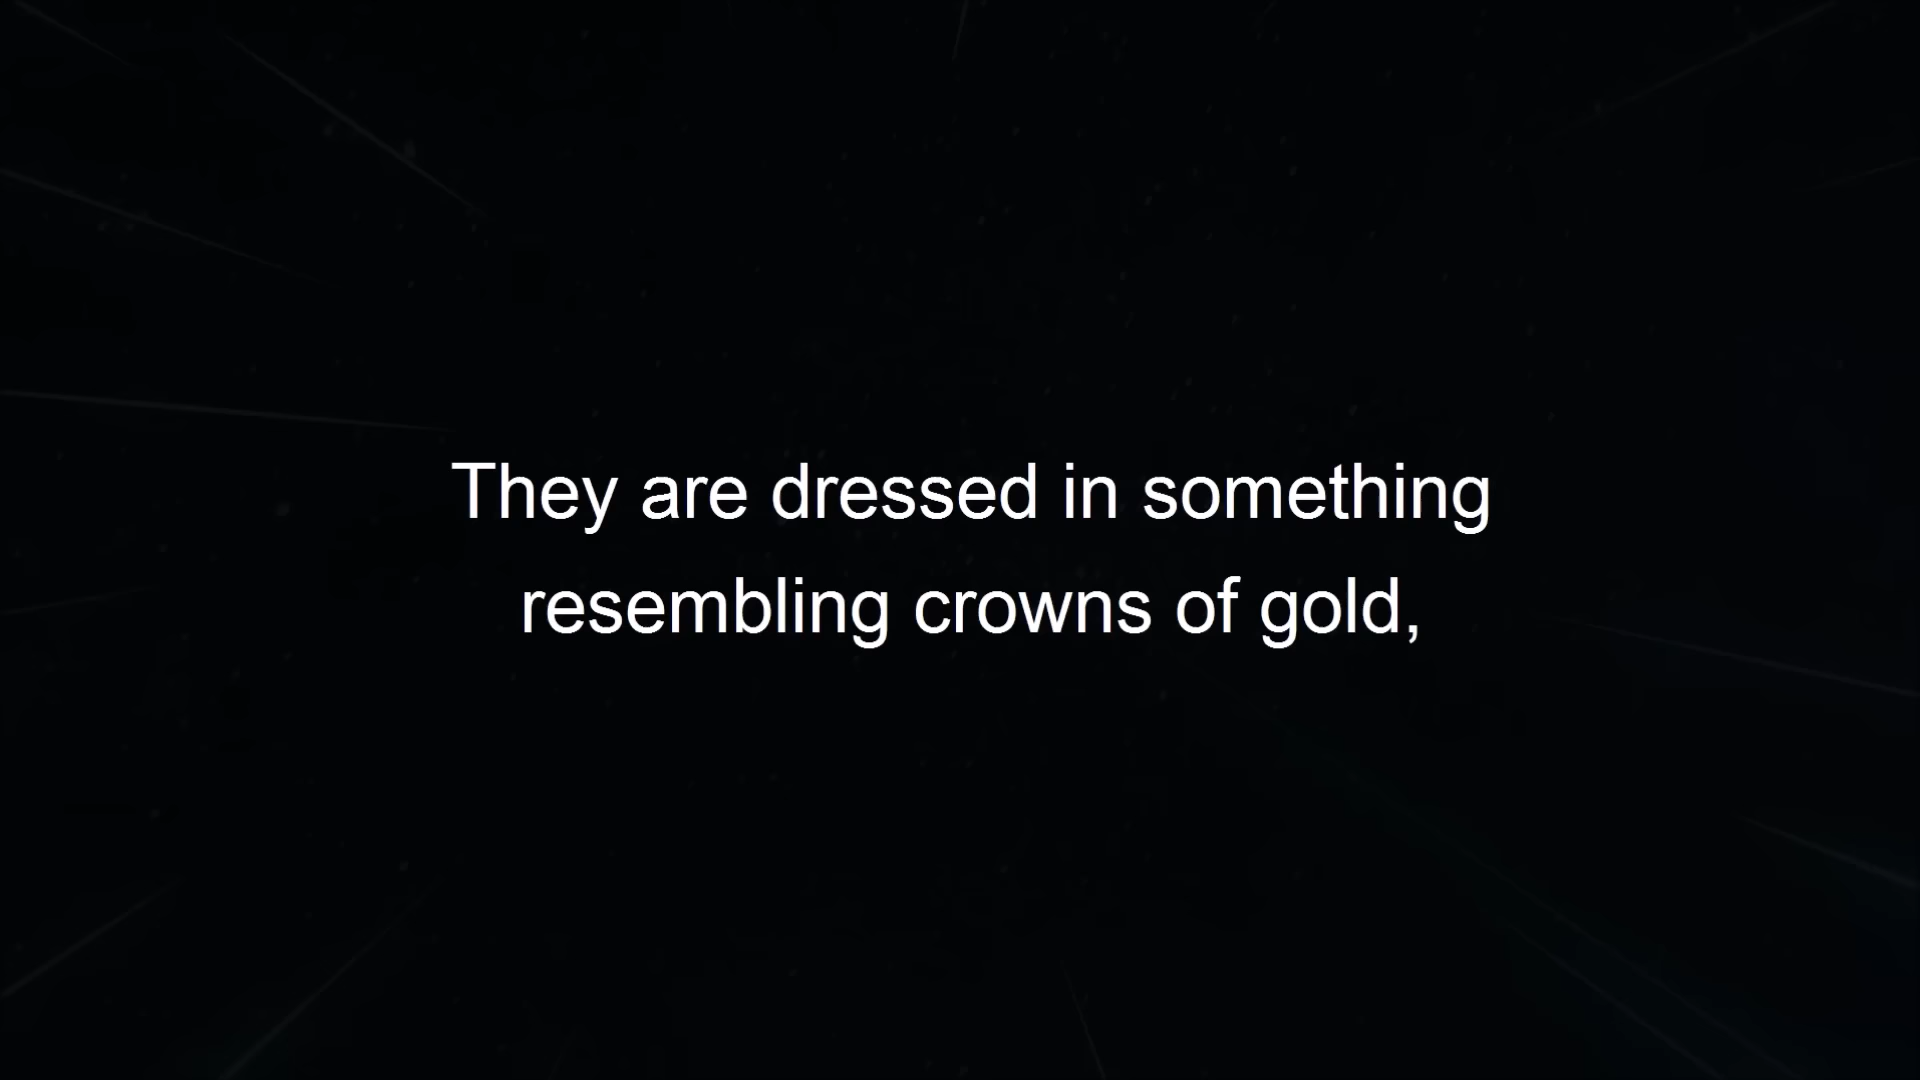 They are dressed in something
resembling crowns of gold,